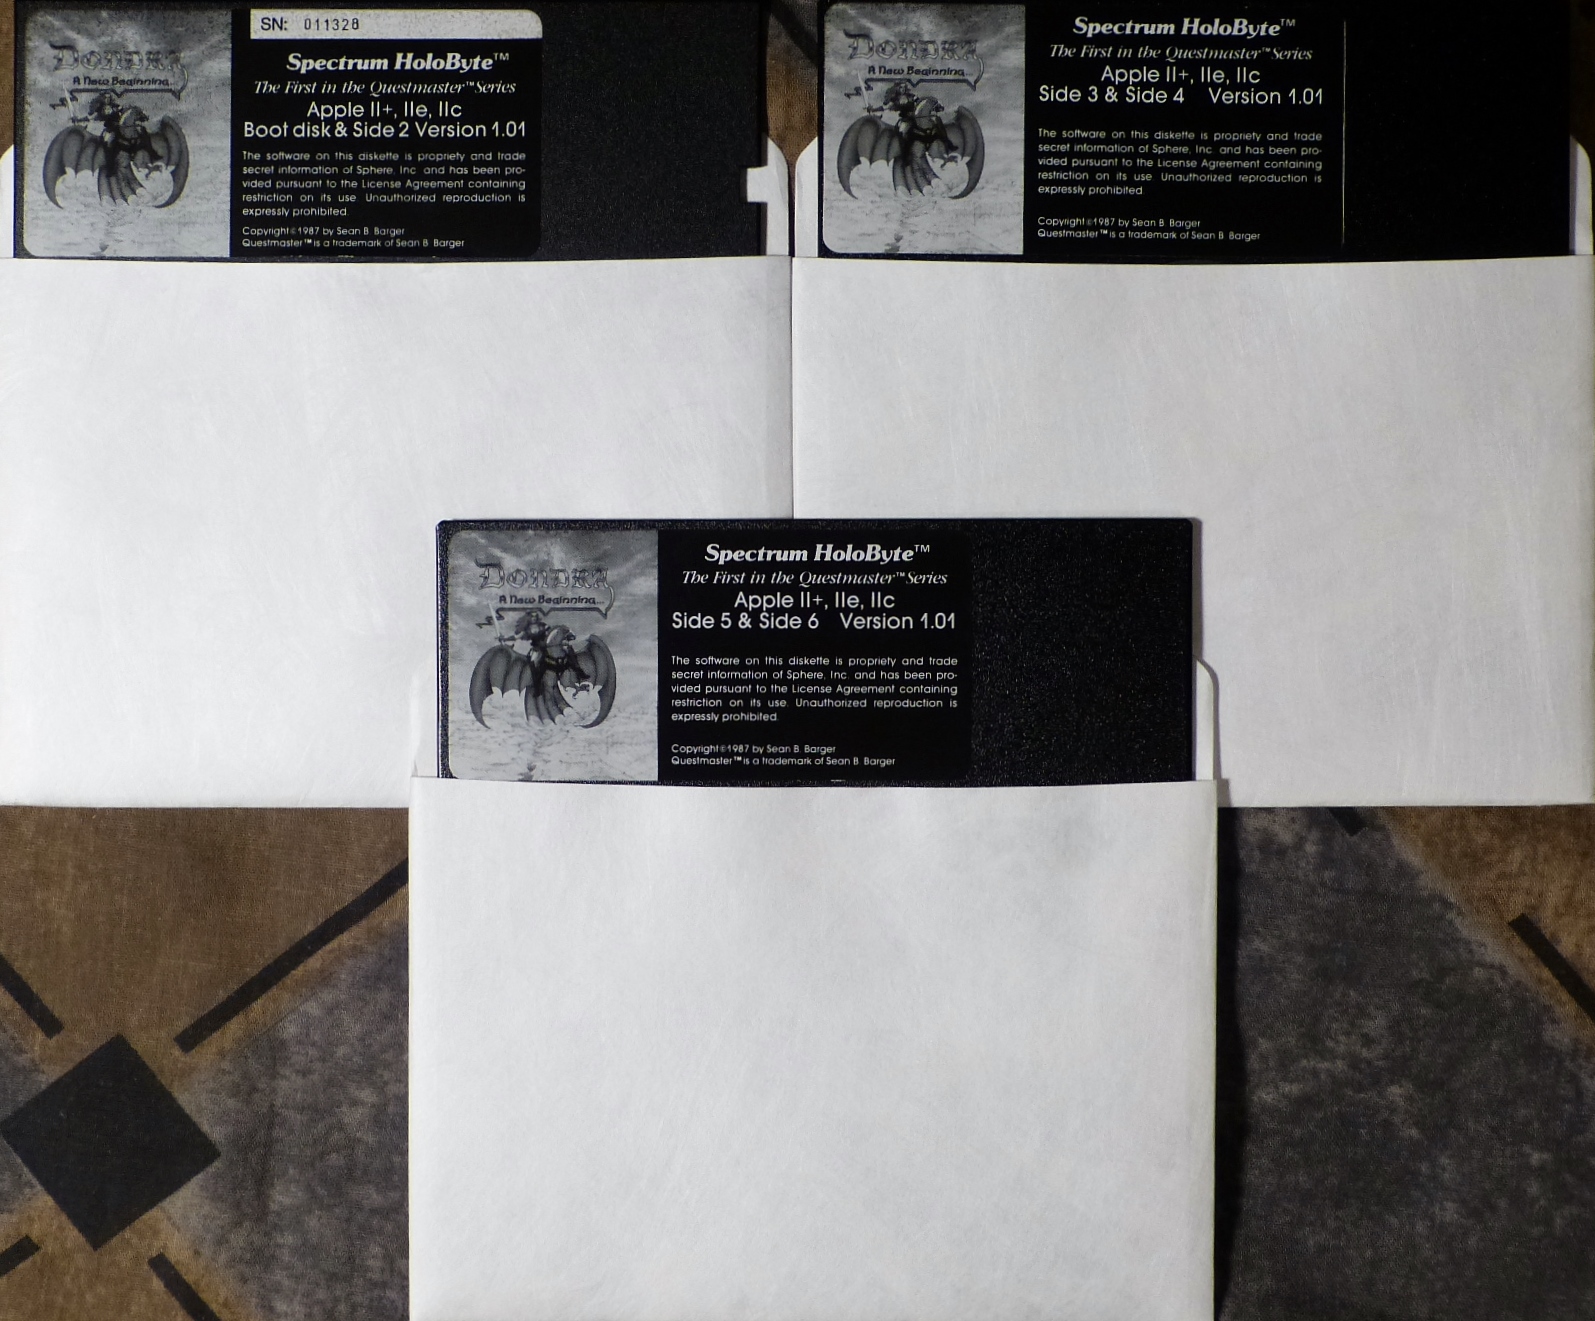 SN: 011328
DONDRA
A New Beginning...
Spectrum HoloByte™
The First in the Questmaster™ Series
Apple II+, IIe, IIc
Boot disk & Side 2 Version 1.01
The software on this diskette is propriety and trade
secret information of Sphere, Inc. and has been pro-
vided pursuant to the License Agreement containing
restriction on its use. Unauthorized reproduction is
expressly prohibited.
Copyright©1987 by Sean B. Barger
Questmaster™ is a trademark of Sean B. Barger
DONDRA
A New Beginning...
Spectrum HoloByte™
The First in the Questmaster™ Series
Apple II+, IIe, IIc
Side 3 & Side 4 Version 1.01
The software on this diskette is propriety and trade
secret information of Sphere, Inc. and has been pro-
vided pursuant to the License Agreement containing
restriction on its use. Unauthorized reproduction is
expressly prohibited.
Copyright©1987 by Sean B. Barger
Questmaster™ is a trademark of Sean B. Barger
DONDRA
A New Beginning...
Spectrum HoloByte™
The First in the Questmaster™ Series
Apple II+, IIe, IIc
Side 5 & Side 6 Version 1.01
The software on this diskette is propriety and trade
secret information of Sphere, Inc. and has been pro-
vided pursuant to the License Agreement containing
restriction on its use. Unauthorized reproduction is
expressly prohibited.
Copyright©1987 by Sean B. Barger
Questmaster™ is a trademark of Sean B. Barger